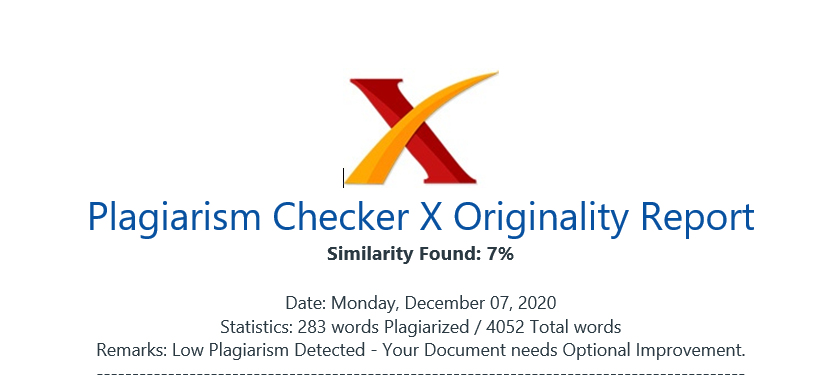 Plagiarism Checker X Originality Report
Similarity Found: 7%
Date: Monday, December 07, 2020
Statistics: 283 words Plagiarized / 4052 Total words
Remarks: Low Plagiarism Detected - Your Document needs Optional Improvement.
-------------------------------------------------------------------------------------------